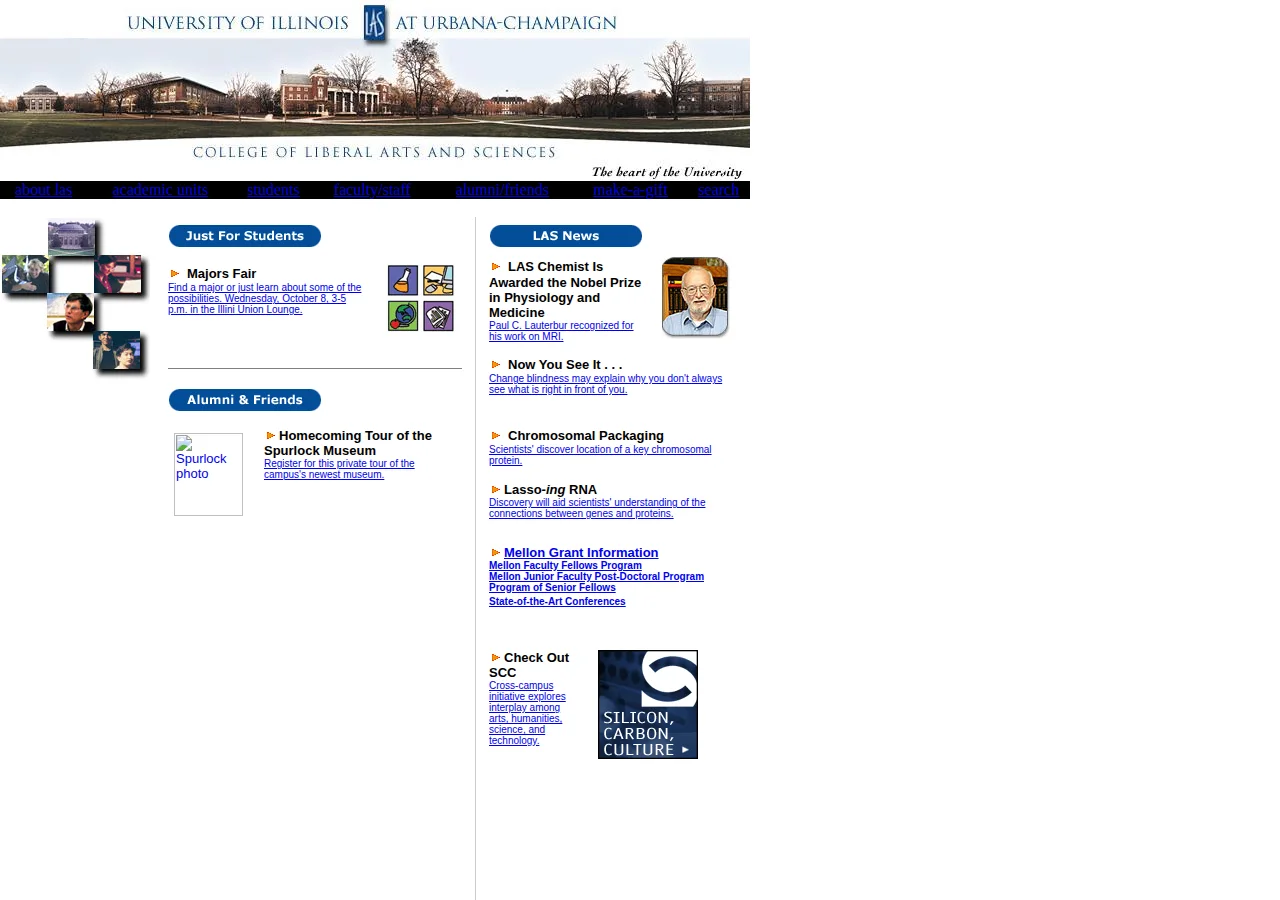 UNIVERSITY OF ILLINOIS LAS AT URBANA-CHAMPAIGN
COLLEGE OF LIBERAL ARTS AND SCIENCES
The heart of the University
about las academic units students faculty/staff alumni/friends make-a-gift search
Just For Students
Majors Fair
Find a major or just learn about some of the
possibilities. Wednesday, October 8, 3-5
p.m. in the Illini Union Lounge.
Alumni & Friends
Spurlock
photo
Homecoming Tour of the
Spurlock Museum
Register for this private tour of the
campus's newest museum.
LAS News
LAS Chemist Is
Awarded the Nobel Prize
in Physiology and
Medicine
Paul C. Lauterbur recognized for
his work on MRI.
Now You See It . . .
Change blindness may explain why you don't always
see what is right in front of you.
Chromosomal Packaging
Scientists' discover location of a key chromosomal
protein.
Lasso-ing RNA
Discovery will aid scientists' understanding of the
connections between genes and proteins.
Mellon Grant Information
Mellon Faculty Fellows Program
Mellon Junior Faculty Post-Doctoral Program
Program of Senior Fellows
State-of-the-Art Conferences
Check Out
SCC
Cross-campus
initiative explores
interplay among
arts, humanities,
science, and
technology.
SILICON,
CARBON,
CULTURE